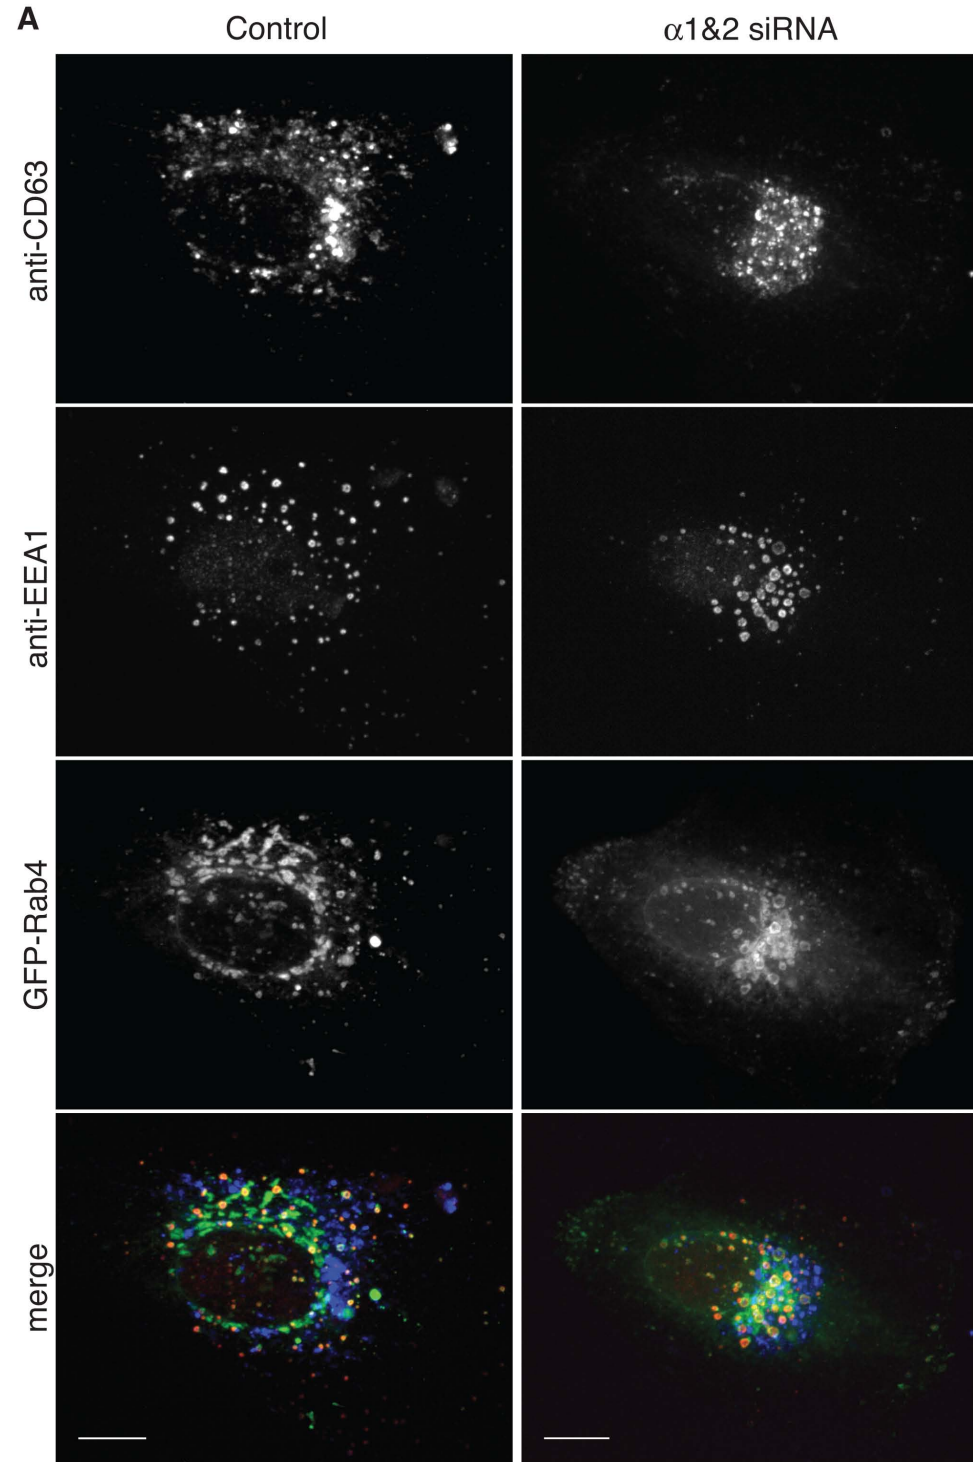 A
Control
α1&2 siRNA
anti-CD63
anti-EEA1
GFP-Rab4
merge